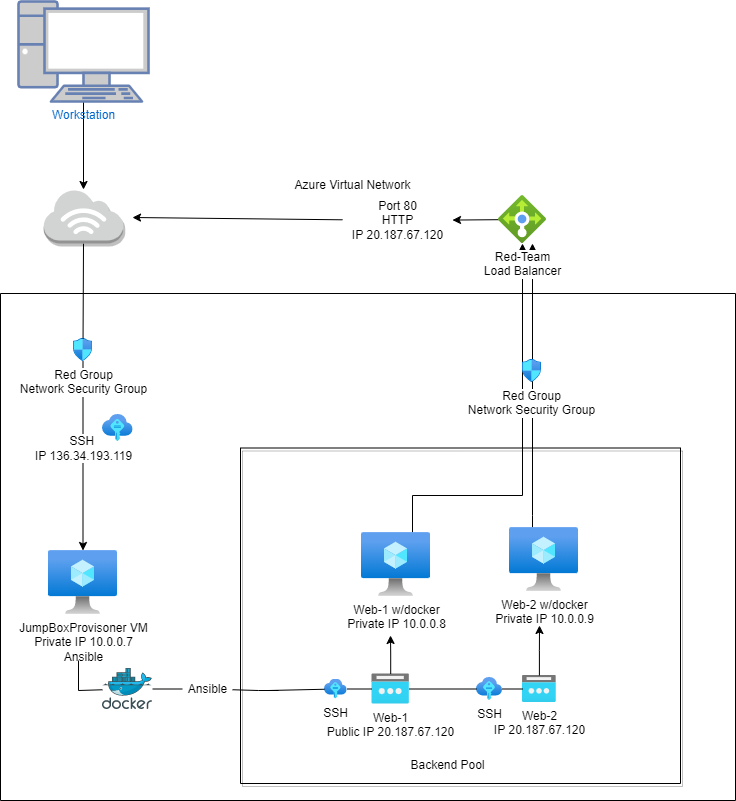 Workstation
Azure Virtual Network
Port 80
HTTP
IP 20.187.67.120
Red-Team
Load Balancer
Red Group
Network Security Group
Red Group
Network Security Group
SSH
IP 136.34.193.119
JumpBoxProvisoner VM
Private IP 10.0.0.7
Ansible
Web-1 w/docker
Private IP 10.0.0.8
Web-2 w/docker
Private IP 10.0.0.9
docker
Ansible
SSH
Web-1
Public IP 20.187.67.120
SSH
Web-2
IP 20.187.67.120
Backend Pool